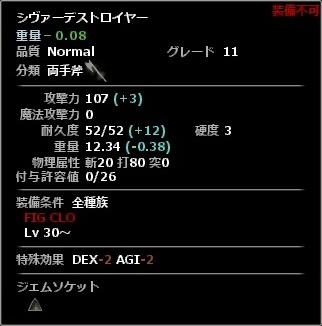 シヴァーデストロイヤー
装備不可
重量－0.08
品質 Normal グレード 11
分類 両手斧
攻撃力 107 (+3)
魔法攻撃力 0
耐久度 52/52 (+12) 硬度 3
重量 12.34 (-0.38)
物理属性 斬20 打80 突0
付与許容値 0/26
装備条件 全種族
FIG CLO
Lv 30～
特殊効果 DEX-2 AGI-2
ジェムソケット